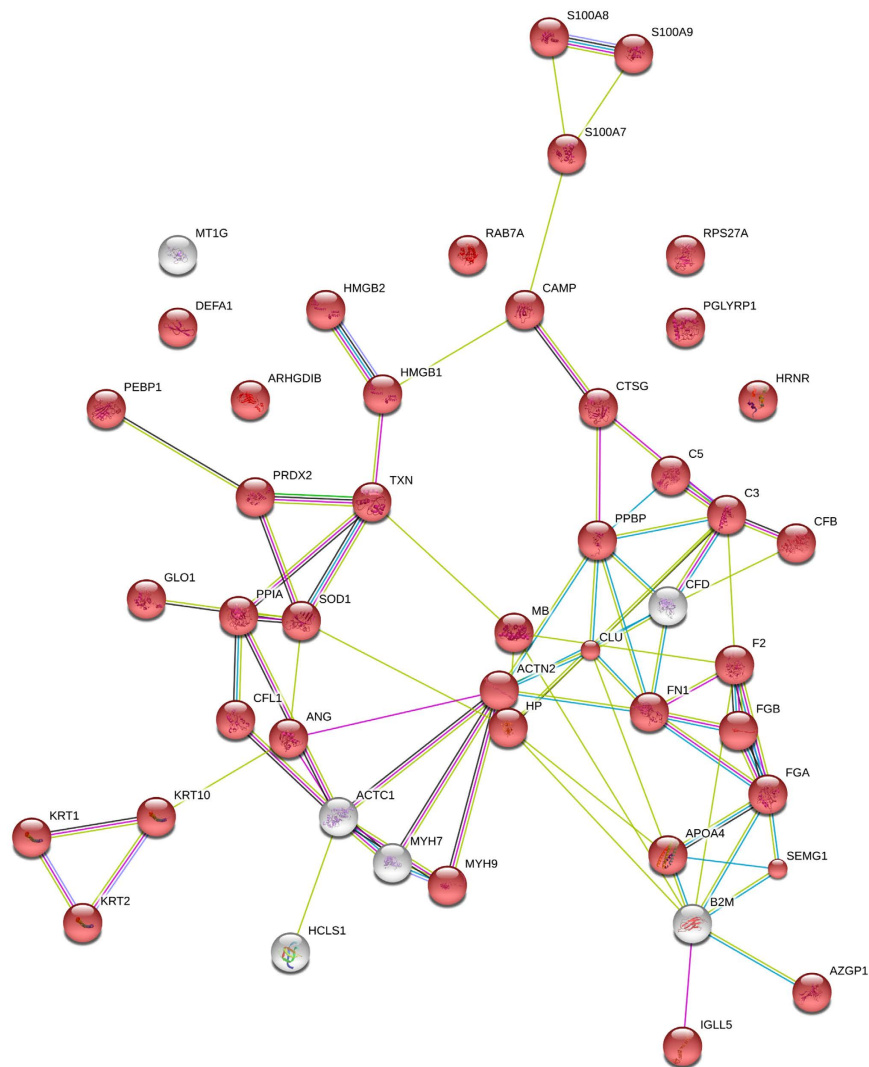 S100A8
S100A9
S100A7
MT1G
RAB7A
RPS27A
HMGB2
CAMP
DEFA1
PGLYRP1
HMGB1
PEBP1
ARHGDIB
CTSG
HRNR
C5
PRDX2
TXN
C3
PPBP
CFB
GLO1
PPIA
SOD1
CFD
MB
CLU
F2
ACTN2
FN1
CFL1
ANG
HP
FGB
FGA
KRT1
KRT10
ACTC1
MYH7
APOA4
MYH9
SEMG1
KRT2
HCLS1
B2M
AZGP1
IGLL5